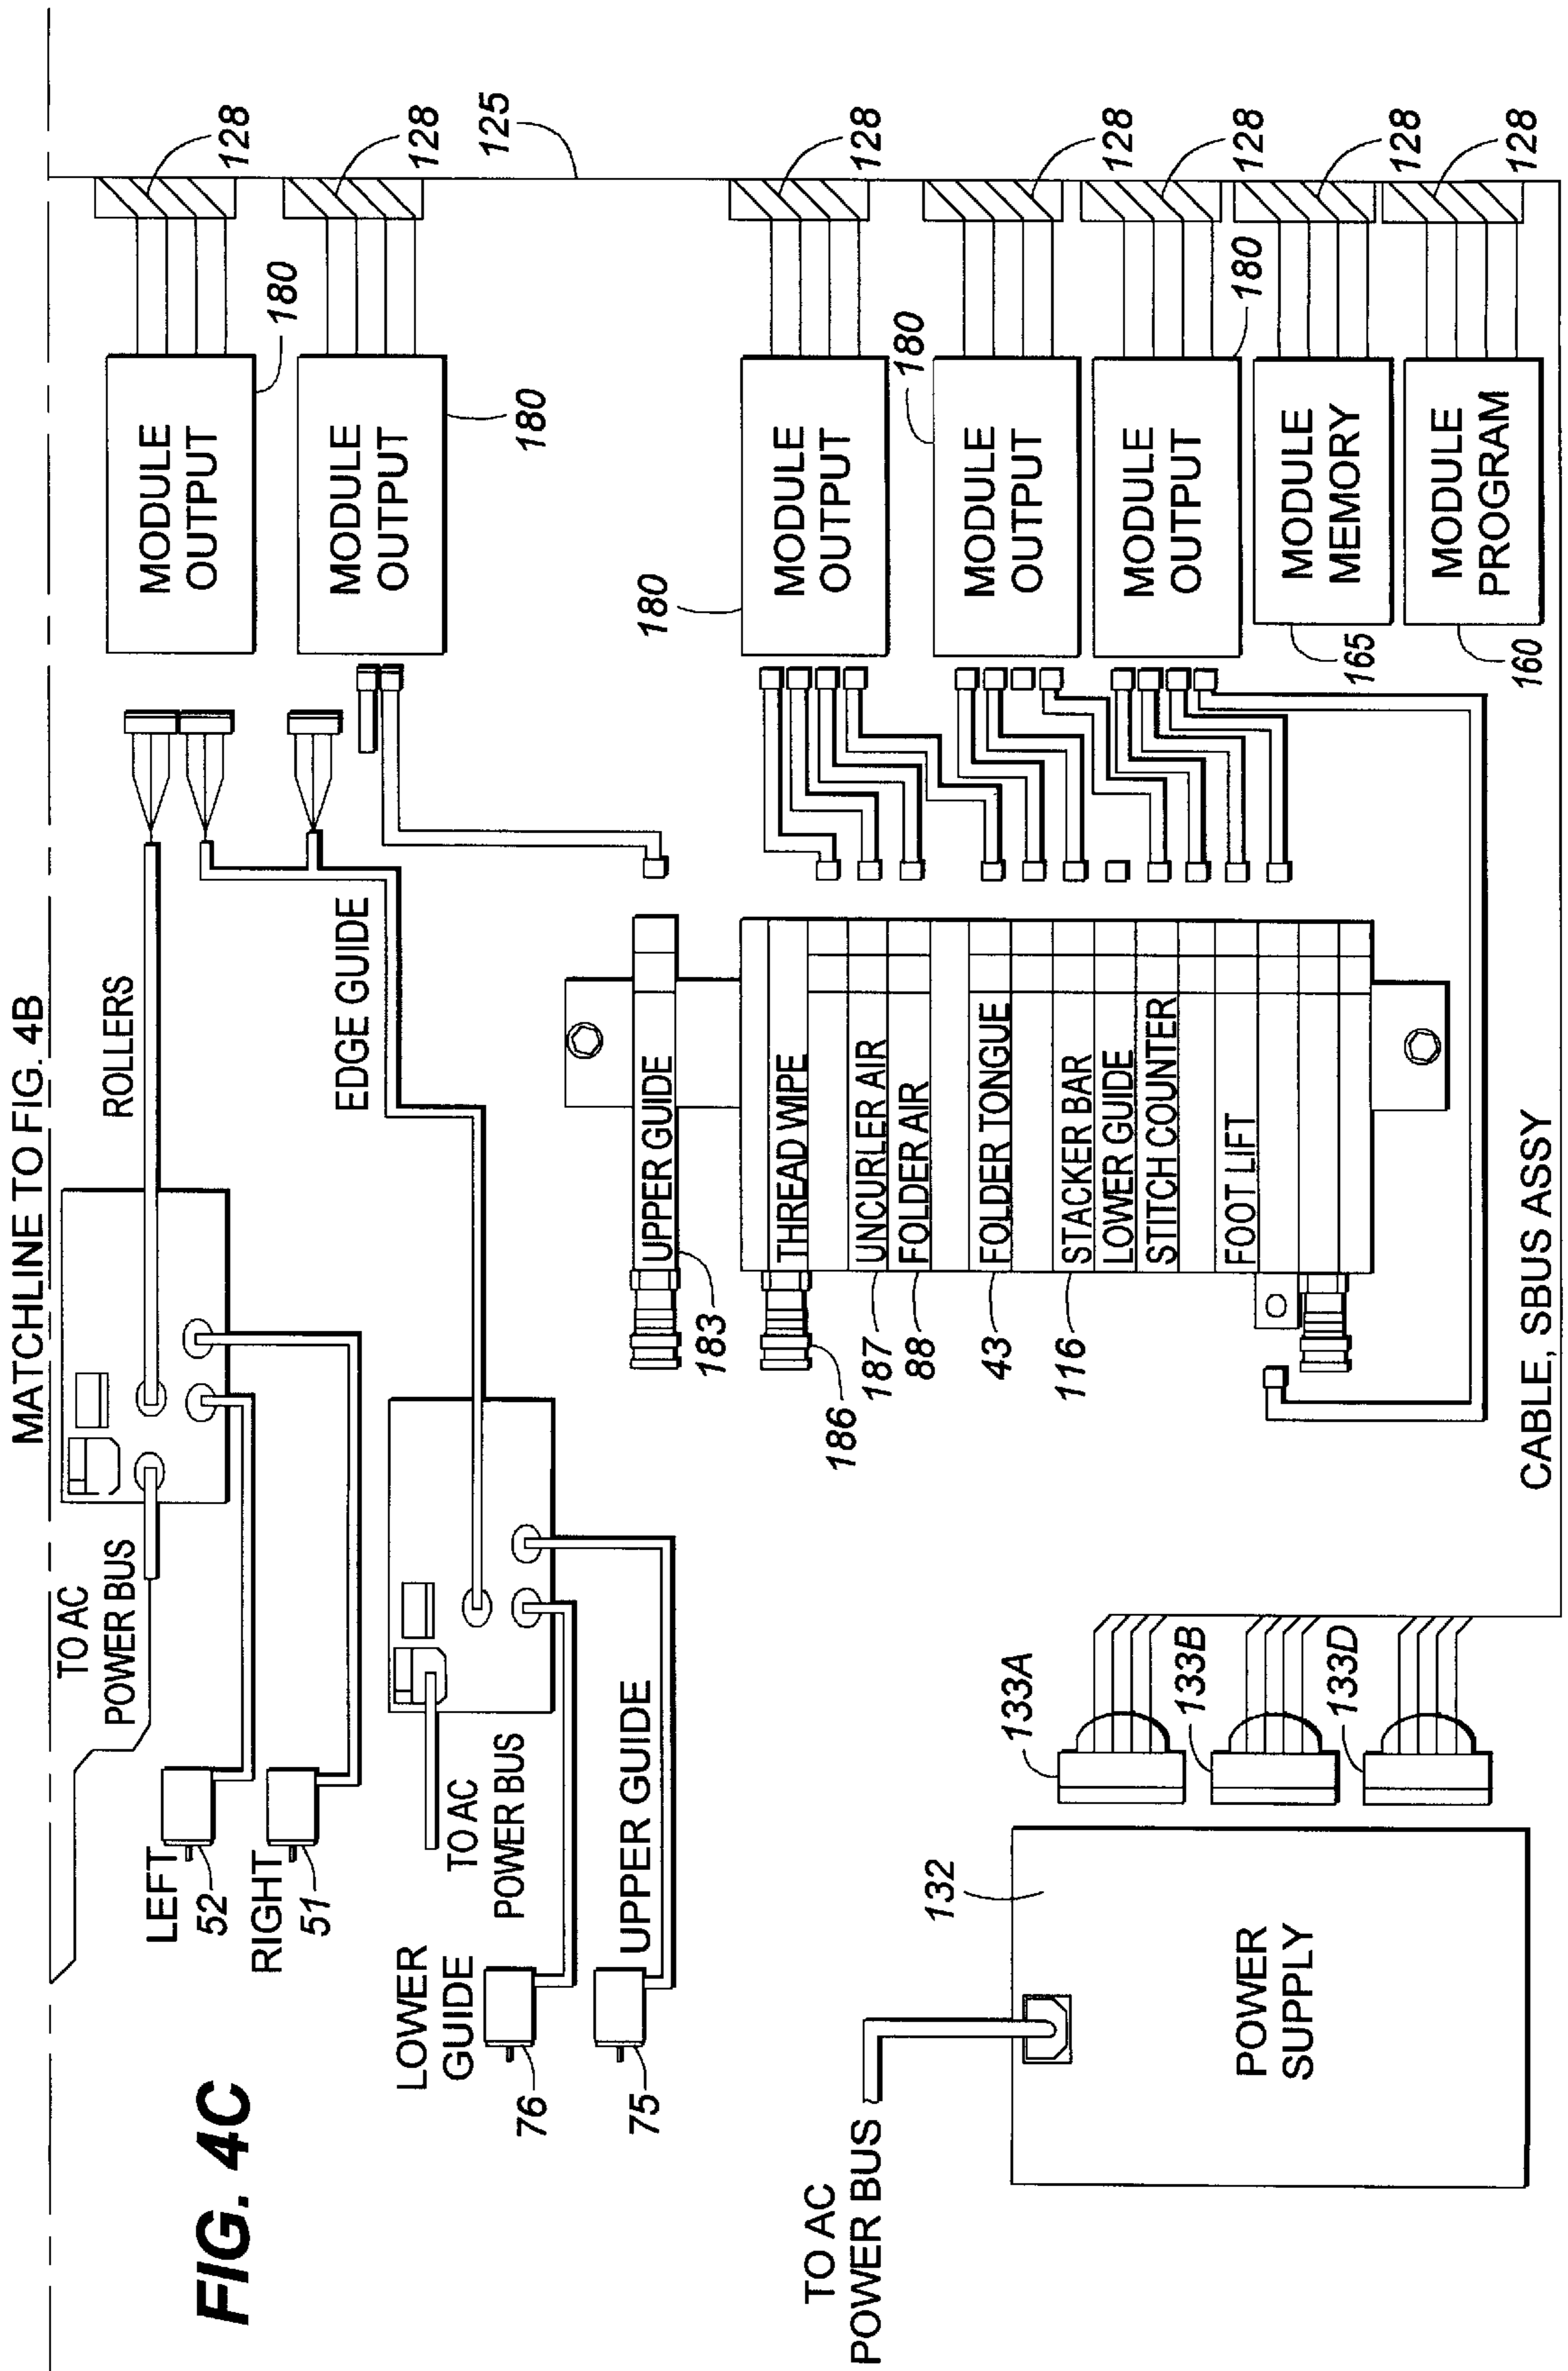 MATCHLINE TO FIG. 4B
FIG. 4C
TO AC
POWER BUS
ROLLERS
MODULE
OUTPUT
180
128
LEFT
52
RIGHT
51
EDGE GUIDE
MODULE
OUTPUT
180
128
125
LOWER
GUIDE
76
TO AC
POWER BUS
75
UPPER GUIDE
UPPER GUIDE
183
THREAD WIPE
186
UNCURLER AIR
187
FOLDER AIR
88
FOLDER TONGUE
43
STACKER BAR
116
LOWER GUIDE
STITCH COUNTER
FOOT LIFT
180
MODULE
OUTPUT
128
180
MODULE
OUTPUT
128
MODULE
OUTPUT
180
128
MODULE
MEMORY
165
128
MODULE
PROGRAM
160
128
TO AC
POWER BUS
132
POWER
SUPPLY
133A
133B
133D
CABLE, SBUS ASSY